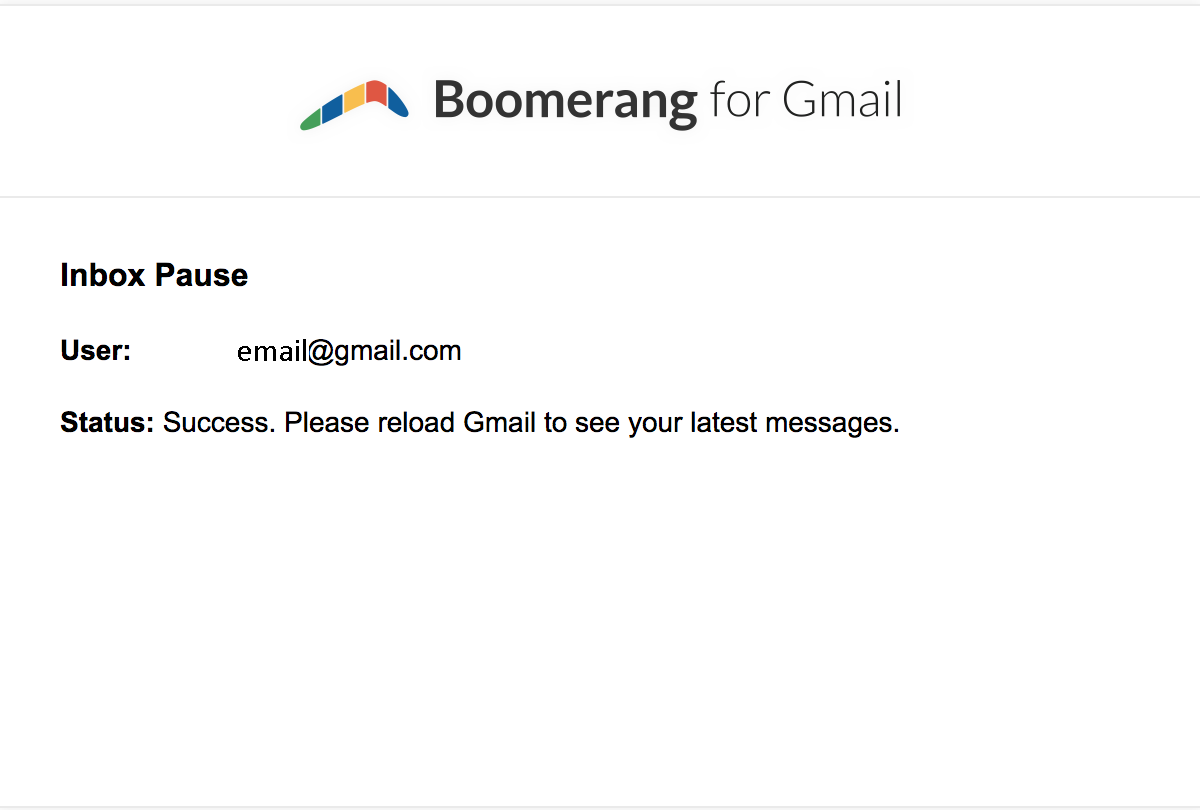 Boomerang for Gmail
Inbox Pause
User: email@gmail.com
Status: Success. Please reload Gmail to see your latest messages.